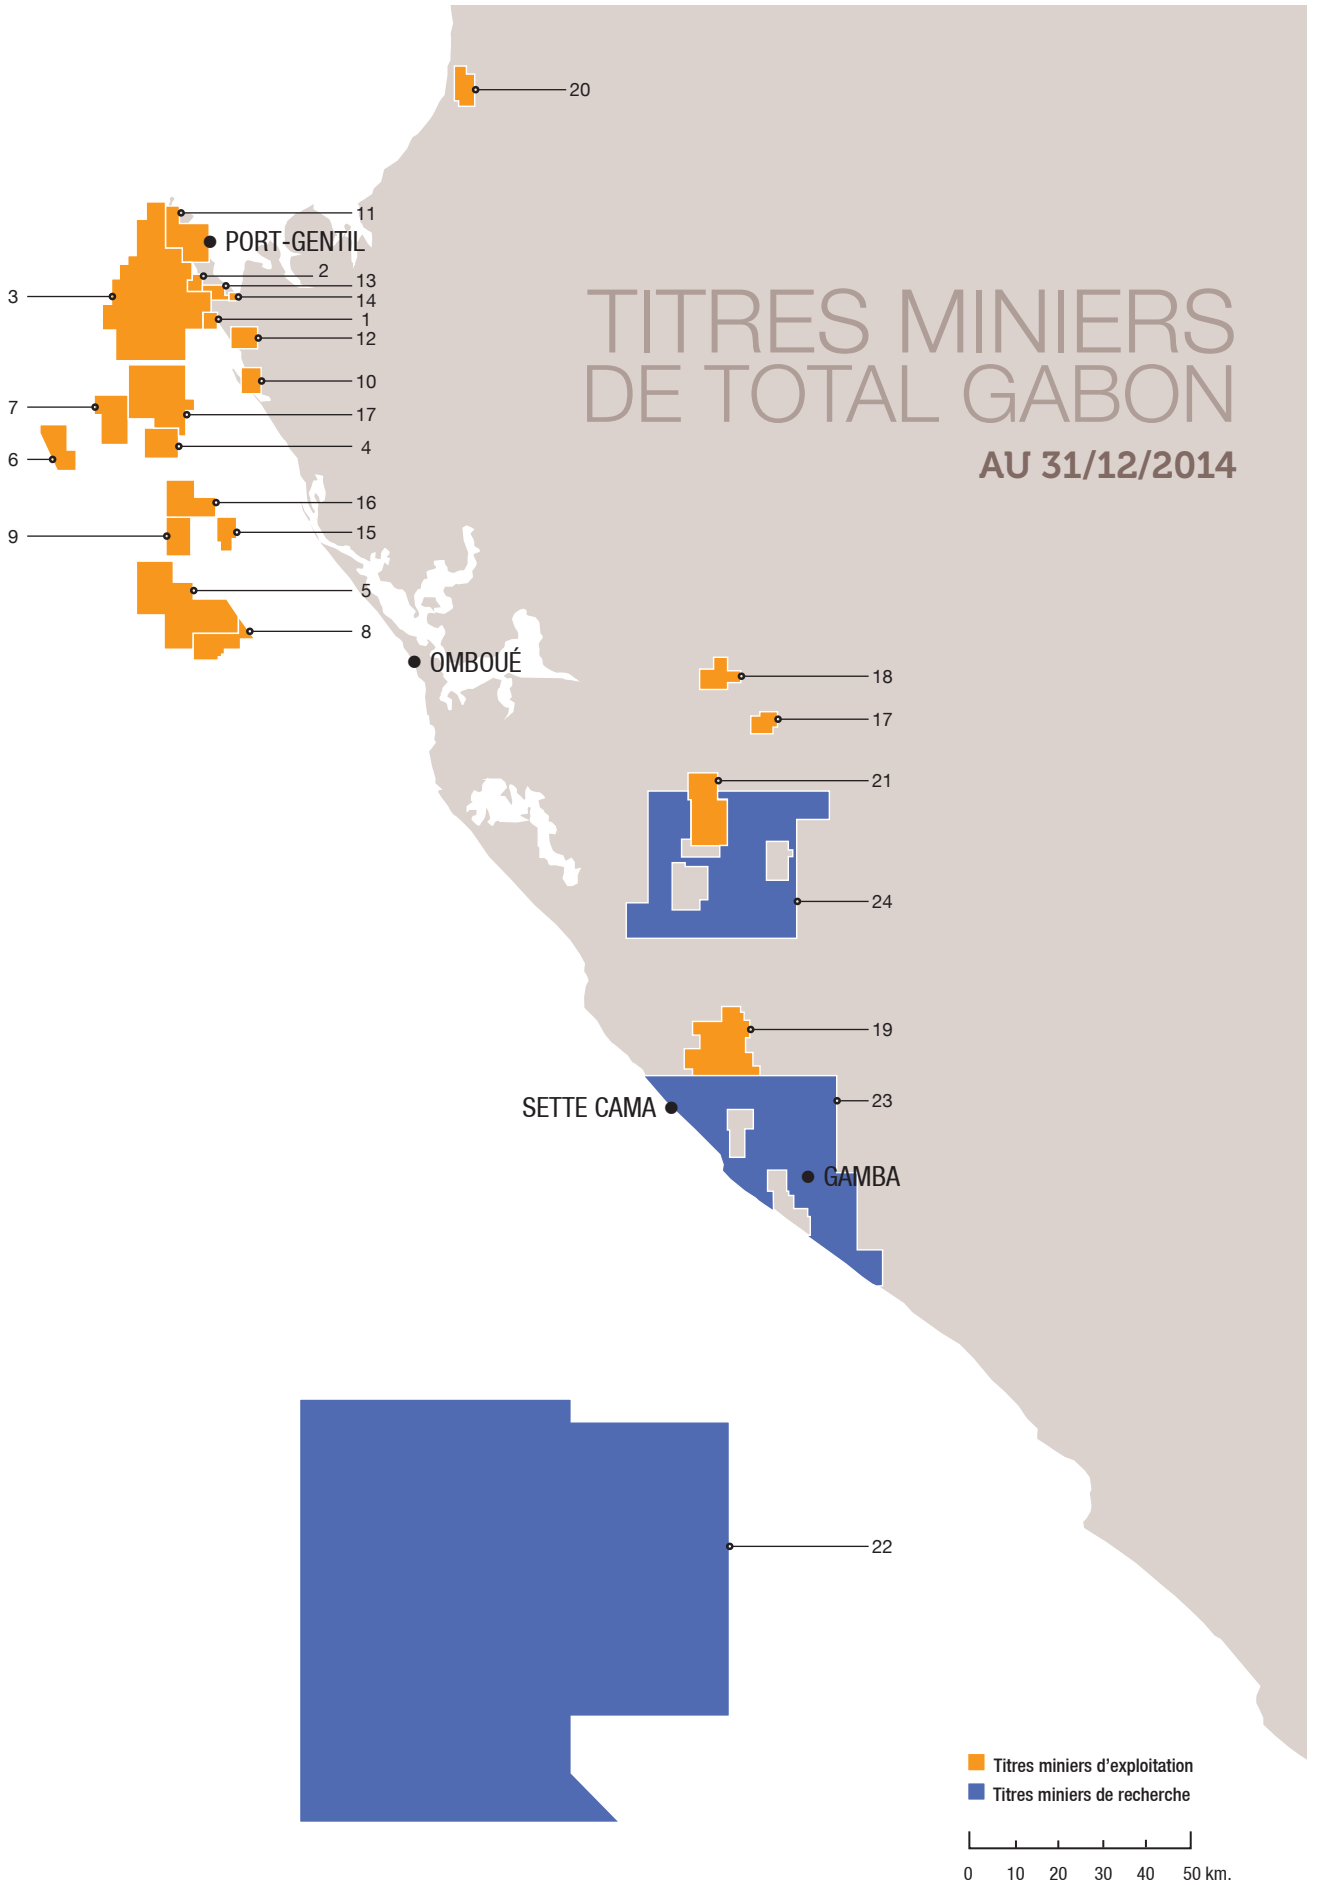 20
11
PORT-GENTIL
2
13
3
14
1
TITRES MINIERS
12
DE TOTAL GABON
10
7
17
4
6
AU 31/12/2014
16
15
9
5
8
OMBOUÉ
18
17
21
24
19
23
SETTE CAMA
GAMBA
22
Titres miniers d'exploitation
Titres miniers de recherche
0 10 20 30 40 50 km.